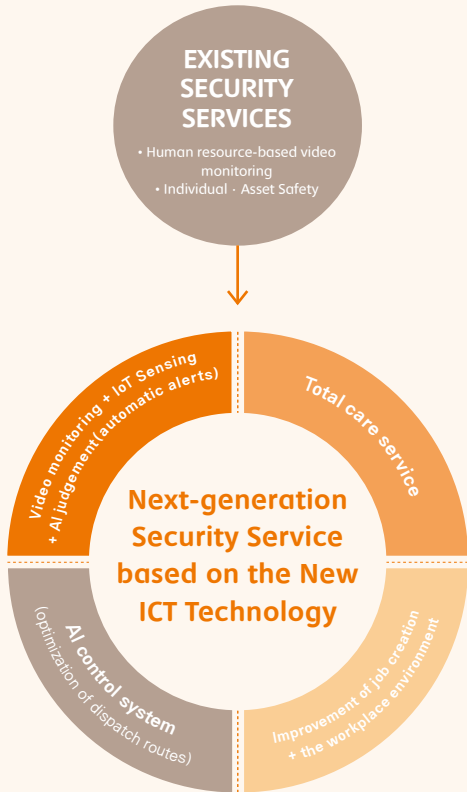 EXISTING
SECURITY
SERVICES
• Human resource-based video
monitoring
• Individual · Asset Safety
Video monitoring + IoT Sensing
+ AI judgement(automatic alerts)
Total care service
Next-generation
Security Service
based on the New
ICT Technology
AI control system
(optimization of dispatch routes)
Improvement of job creation
+ the workplace environment